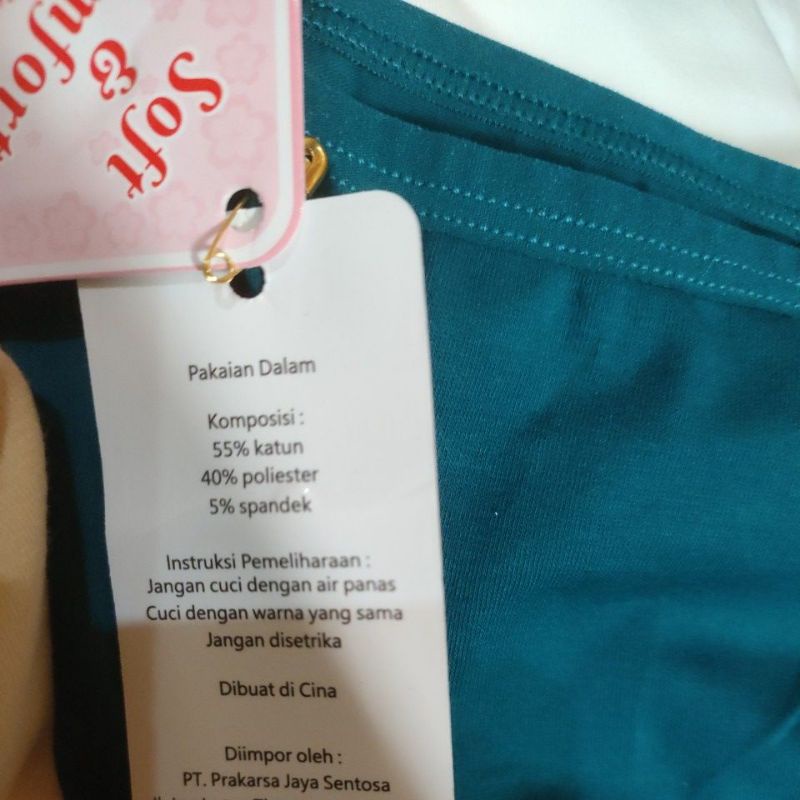 Soft
&
Pakaian Dalam
Komposisi :
55% katun
40% poliester
5% spandek
Instruksi Pemeliharaan :
Jangan cuci dengan air panas
Cuci dengan warna yang sama
Jangan disetrika
Dibuat di Cina
Diimpor oleh :
PT. Prakarsa Jaya Sentosa